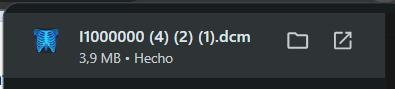 I1000000 (4) (2) (1).dcm
3,9 MB • Hecho